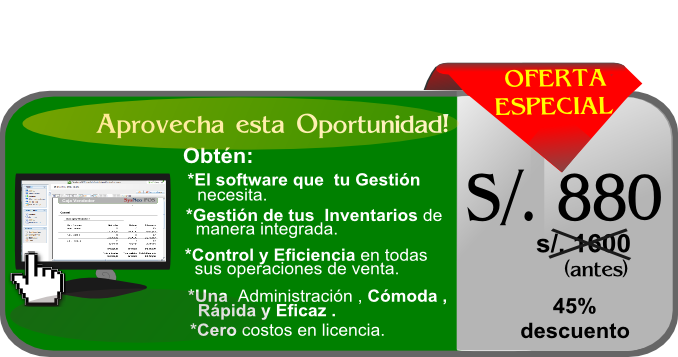 OFERTA
ESPECIAL
Aprovecha esta Oportunidad!
Obtén:
*El software que tu Gestión
necesita.
*Gestión de tus Inventarios de
manera integrada.
*Control y Eficiencia en todas
sus operaciones de venta.
*Una Administración , Cómoda ,
Rápida y Eficaz .
*Cero costos en licencia.
S/. 880
s/. 1600
(antes)
45%
descuento